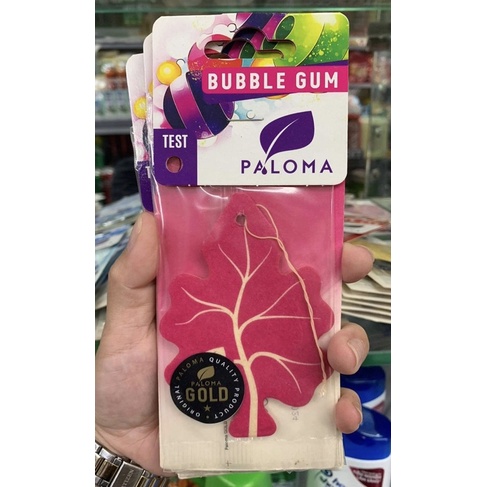 BUBBLE GUM
TEST
PALOMA
ORIGINAL PALOMA QUALITY PRODUCT
PALOMA
GOLD